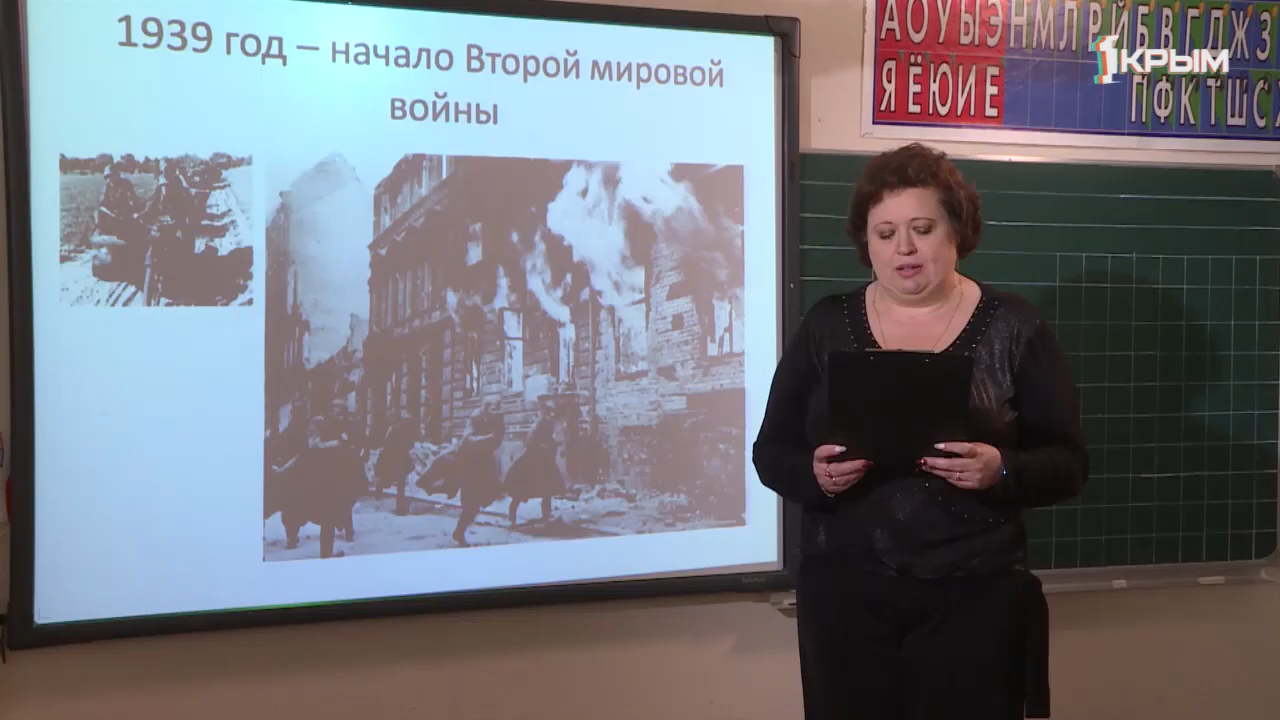 1939 год – начало Второй мировой
войны
АОУЫЭНМЛРЙБВГДЖЗ
ЯЁЮИЕ ПФКТШСХ
1КРЫМ